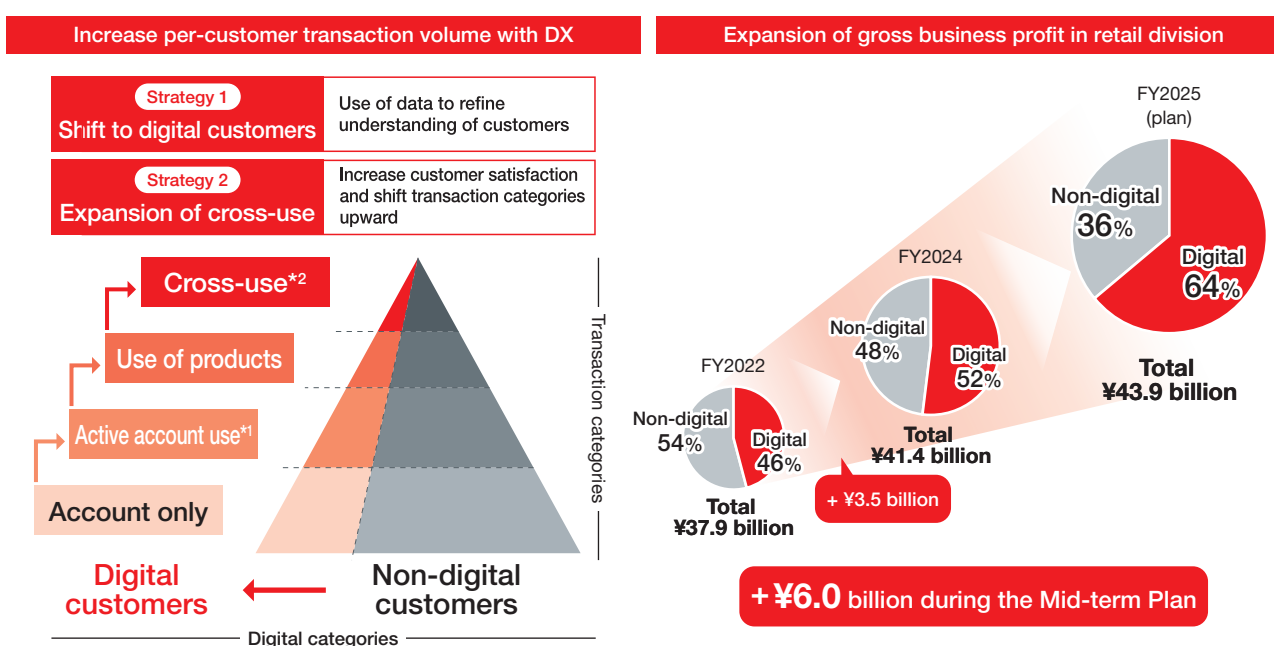 Increase per-customer transaction volume with DX
Strategy 1
Shift to digital customers
Use of data to refine
understanding of customers
Strategy 2
Expansion of cross-use
Increase customer satisfaction
and shift transaction categories
upward
Cross-use*2
Use of products
Active account use*1
Account only
Transaction categories
Digital
customers
Non-digital
customers
Digital categories
Expansion of gross business profit in retail division
FY2022
Non-digital
54%
Digital
46%
Total
¥37.9 billion
+ ¥3.5 billion
FY2024
Non-digital
48%
Digital
52%
Total
¥41.4 billion
FY2025
(plan)
Non-digital
36%
Digital
64%
Total
¥43.9 billion
+ ¥6.0 billion during the Mid-term Plan